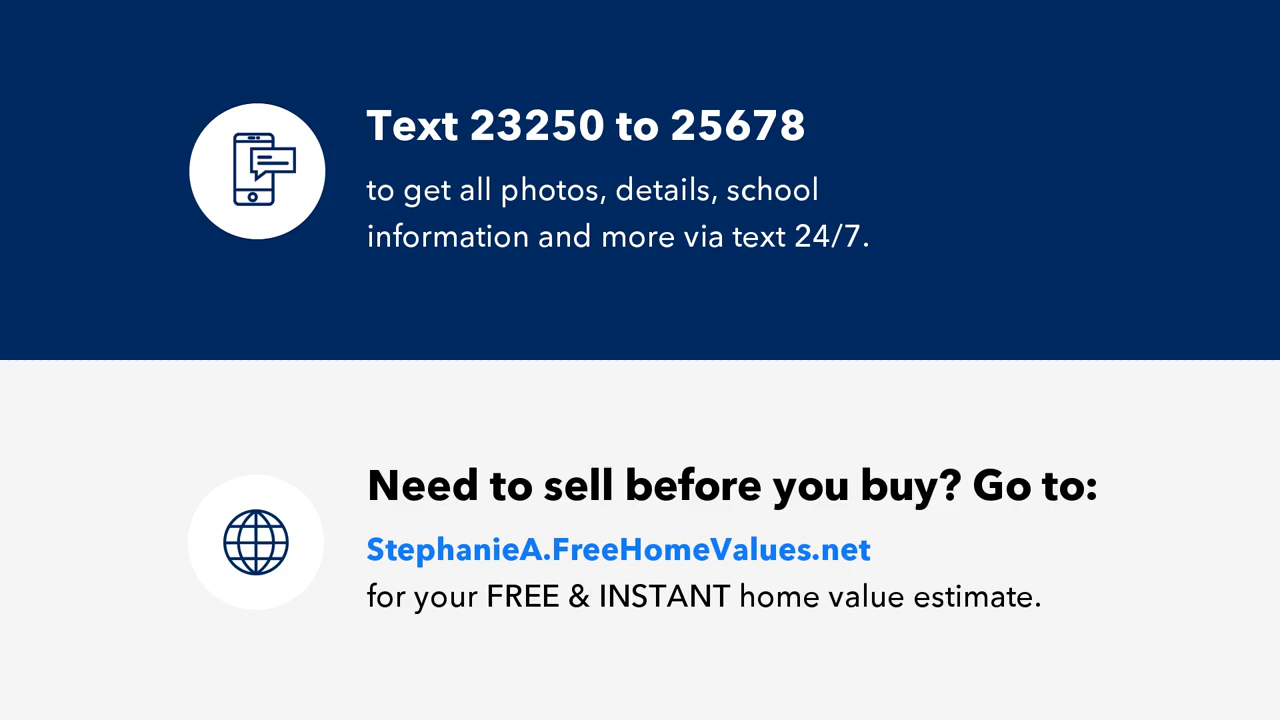 Text 23250 to 25678
to get all photos, details, school
information and more via text 24/7.
Need to sell before you buy? Go to:
StephanieA.FreeHomeValues.net
for your FREE & INSTANT home value estimate.